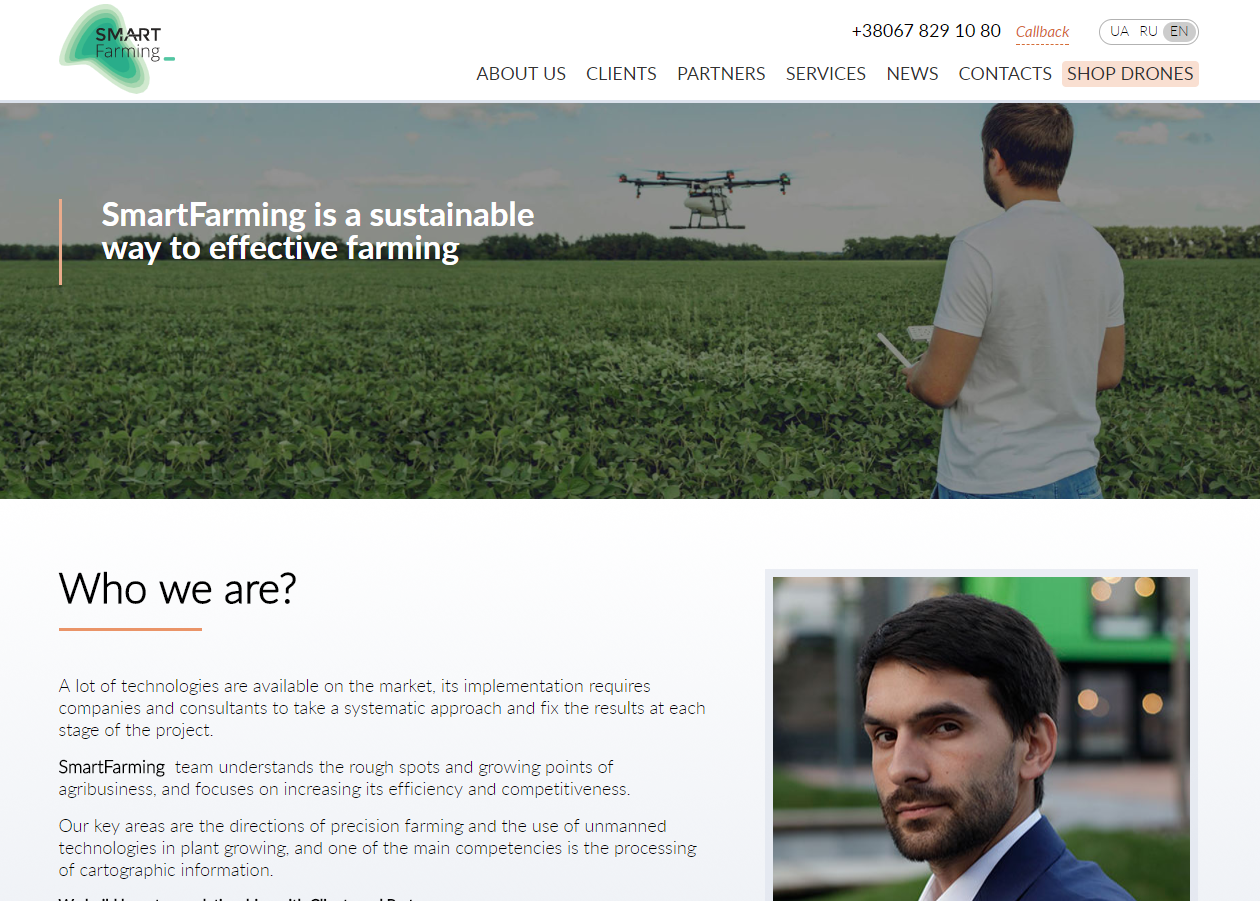 SMART
Farming
+38067 829 10 80 Callback UA RU EN
ABOUT US CLIENTS PARTNERS SERVICES NEWS CONTACTS SHOP DRONES
SmartFarming is a sustainable
way to effective farming
Who we are?
A lot of technologies are available on the market, its implementation requires
companies and consultants to take a systematic approach and fix the results at each
stage of the project.
SmartFarming team understands the rough spots and growing points of
agribusiness, and focuses on increasing its efficiency and competitiveness.
Our key areas are the directions of precision farming and the use of unmanned
technologies in plant growing, and one of the main competencies is the processing
of cartographic information.